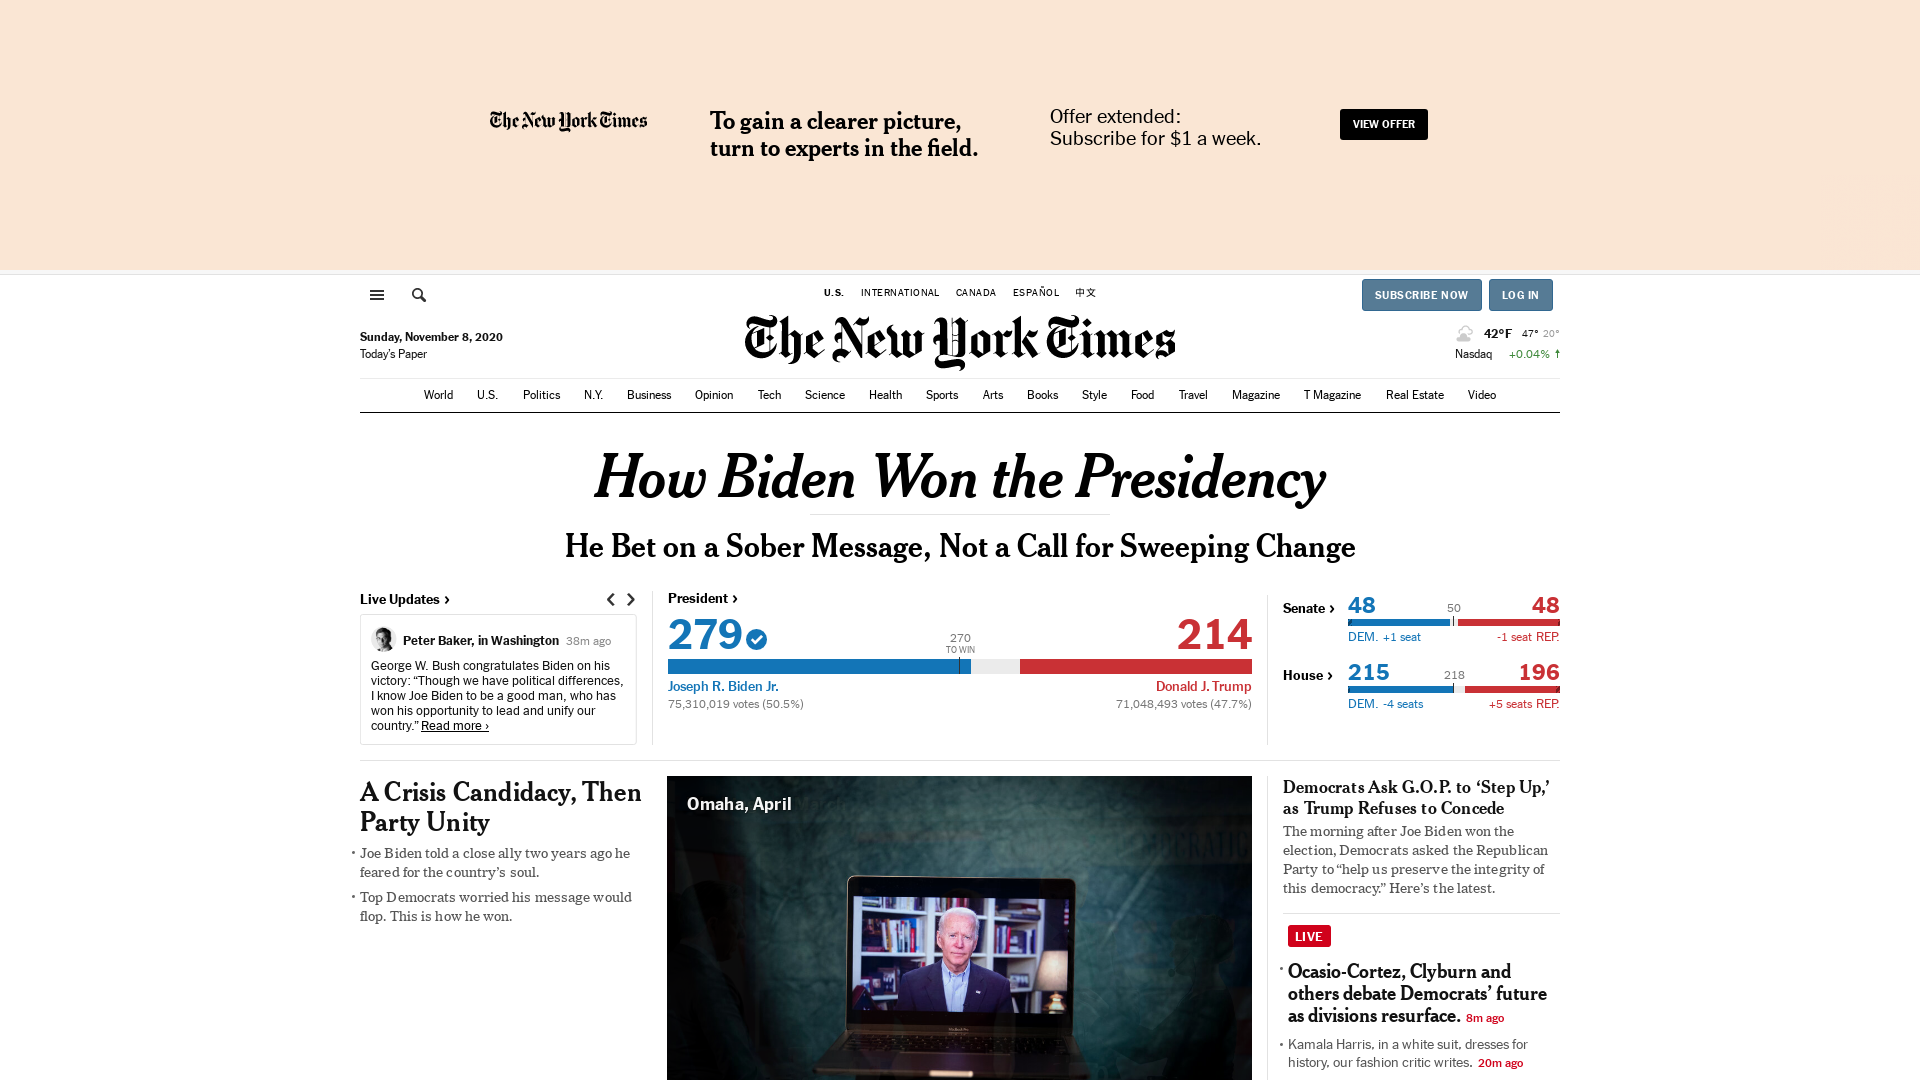 The New York Times
To gain a clearer picture,
turn to experts in the field.
Offer extended:
Subscribe for $1 a week.
VIEW OFFER
U.S. INTERNATIONAL CANADA ESPAÑOL 中文
SUBSCRIBE NOW LOG IN
Sunday, November 8, 2020
Today's Paper
The New York Times
42°F 47° 20°
Nasdaq +0.04% ↑
World U.S. Politics N.Y. Business Opinion Tech Science Health Sports Arts Books Style Food Travel Magazine T Magazine Real Estate Video
How Biden Won the Presidency
He Bet on a Sober Message, Not a Call for Sweeping Change
Live Updates ›
Peter Baker, in Washington 38m ago
George W. Bush congratulates Biden on his
victory: “Though we have political differences,
I know Joe Biden to be a good man, who has
won his opportunity to lead and unify our
country.” Read more ›
President ›
279 214
270
TO WIN
Joseph R. Biden Jr. Donald J. Trump
75,310,019 votes (50.5%) 71,048,493 votes (47.7%)
Senate › 48 50 48
DEM. +1 seat -1 seat REP.
House › 215 218 196
DEM. -4 seats +5 seats REP.
A Crisis Candidacy, Then
Party Unity
• Joe Biden told a close ally two years ago he
feared for the country’s soul.
• Top Democrats worried his message would
flop. This is how he won.
Omaha, April
Democrats Ask G.O.P. to ‘Step Up,’
as Trump Refuses to Concede
The morning after Joe Biden won the
election, Democrats asked the Republican
Party to “help us preserve the integrity of
this democracy.” Here’s the latest.
LIVE
• Ocasio-Cortez, Clyburn and
others debate Democrats’ future
as divisions resurface. 8m ago
• Kamala Harris, in a white suit, dresses for
history, our fashion critic writes. 20m ago